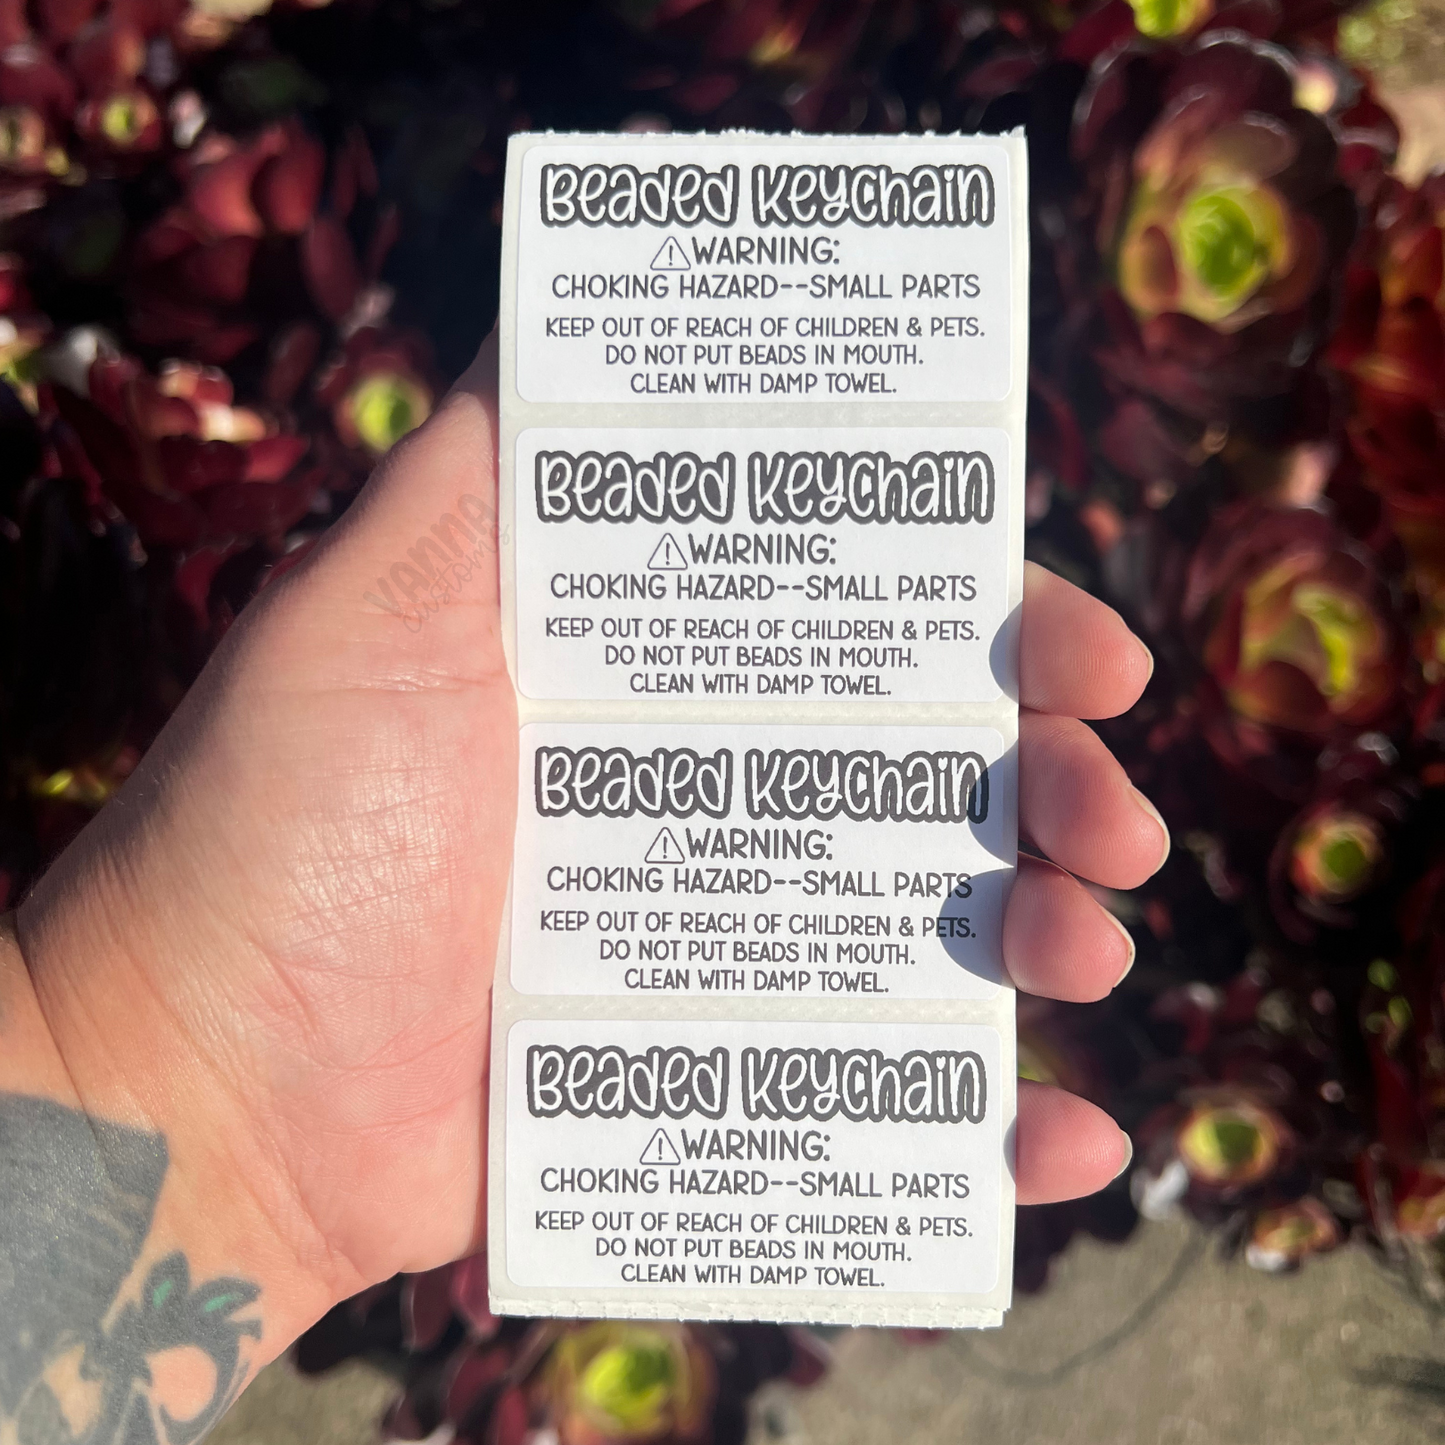 Beaded Keychain
⚠WARNING:
CHOKING HAZARD--SMALL PARTS
KEEP OUT OF REACH OF CHILDREN & PETS.
DO NOT PUT BEADS IN MOUTH.
CLEAN WITH DAMP TOWEL.
Beaded Keychain
⚠WARNING:
CHOKING HAZARD--SMALL PARTS
KEEP OUT OF REACH OF CHILDREN & PETS.
DO NOT PUT BEADS IN MOUTH.
CLEAN WITH DAMP TOWEL.
VANNA
customs
Beaded Keychain
⚠WARNING:
CHOKING HAZARD--SMALL PARTS
KEEP OUT OF REACH OF CHILDREN & PETS.
DO NOT PUT BEADS IN MOUTH.
CLEAN WITH DAMP TOWEL.
Beaded Keychain
⚠WARNING:
CHOKING HAZARD--SMALL PARTS
KEEP OUT OF REACH OF CHILDREN & PETS.
DO NOT PUT BEADS IN MOUTH.
CLEAN WITH DAMP TOWEL.